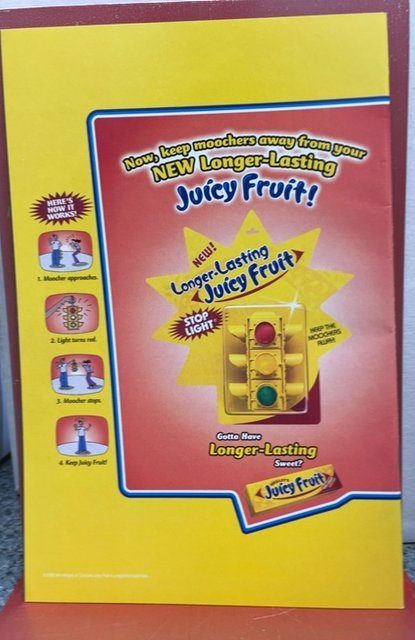 Now, keep moochers away from your
NEW Longer-Lasting
Juicy Fruit!
HERE'S
HOW IT
WORKS!
1. Moocher approaches.
2. Light turns red.
3. Moocher stops.
4. Keep Juicy Fruit!
NEW!
Longer-Lasting
Juicy Fruit
STOP
LIGHT
KEEP THE
MOOCHERS
AWAY!
Gotta Have
Longer-Lasting
Sweet?
WRIGLEY'S
Juicy Fruit